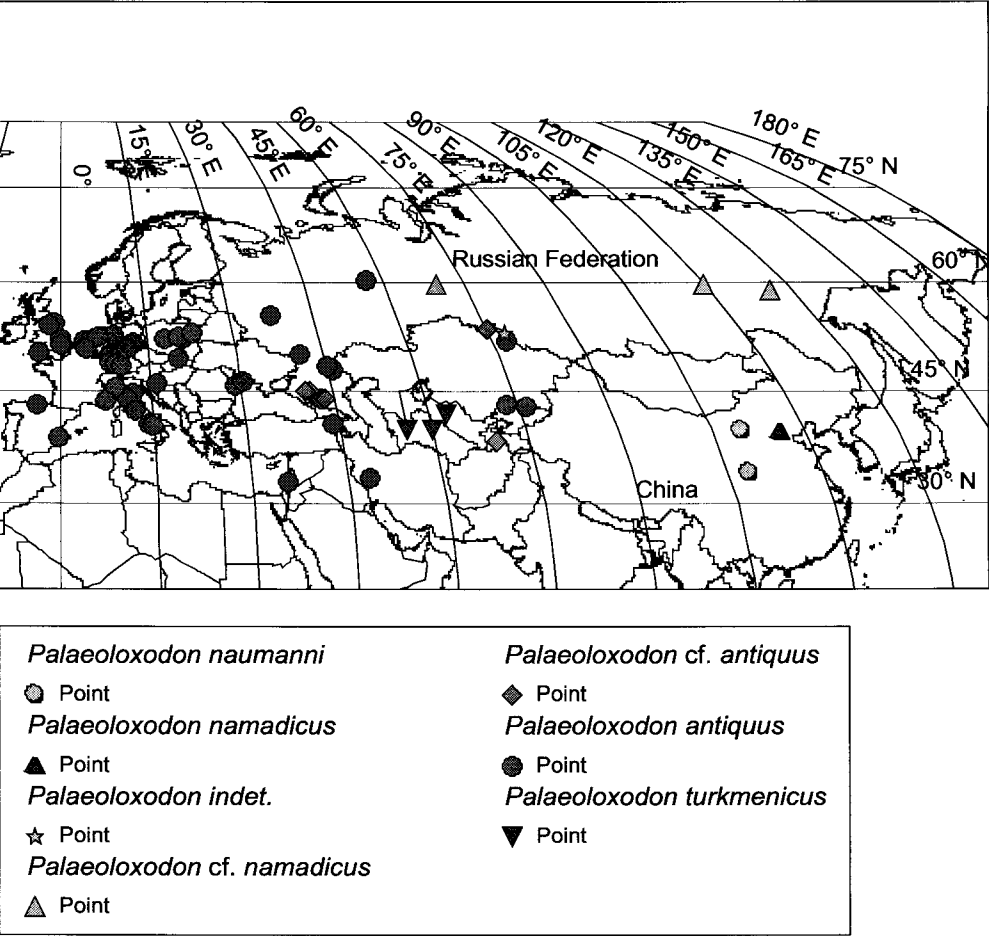 0°
15°
30° E
45° E
60° E
75° E
90° E
105° E
120° E
135° E
150° E
165° E
180° E
75° N
Russian Federation
60° N
45° N
China
30° N
Palaeoloxodon naumanni
Point
Palaeoloxodon namadicus
Point
Palaeoloxodon indet.
Point
Palaeoloxodon cf. namadicus
Point
Palaeoloxodon cf. antiquus
Point
Palaeoloxodon antiquus
Point
Palaeoloxodon turkmenicus
Point